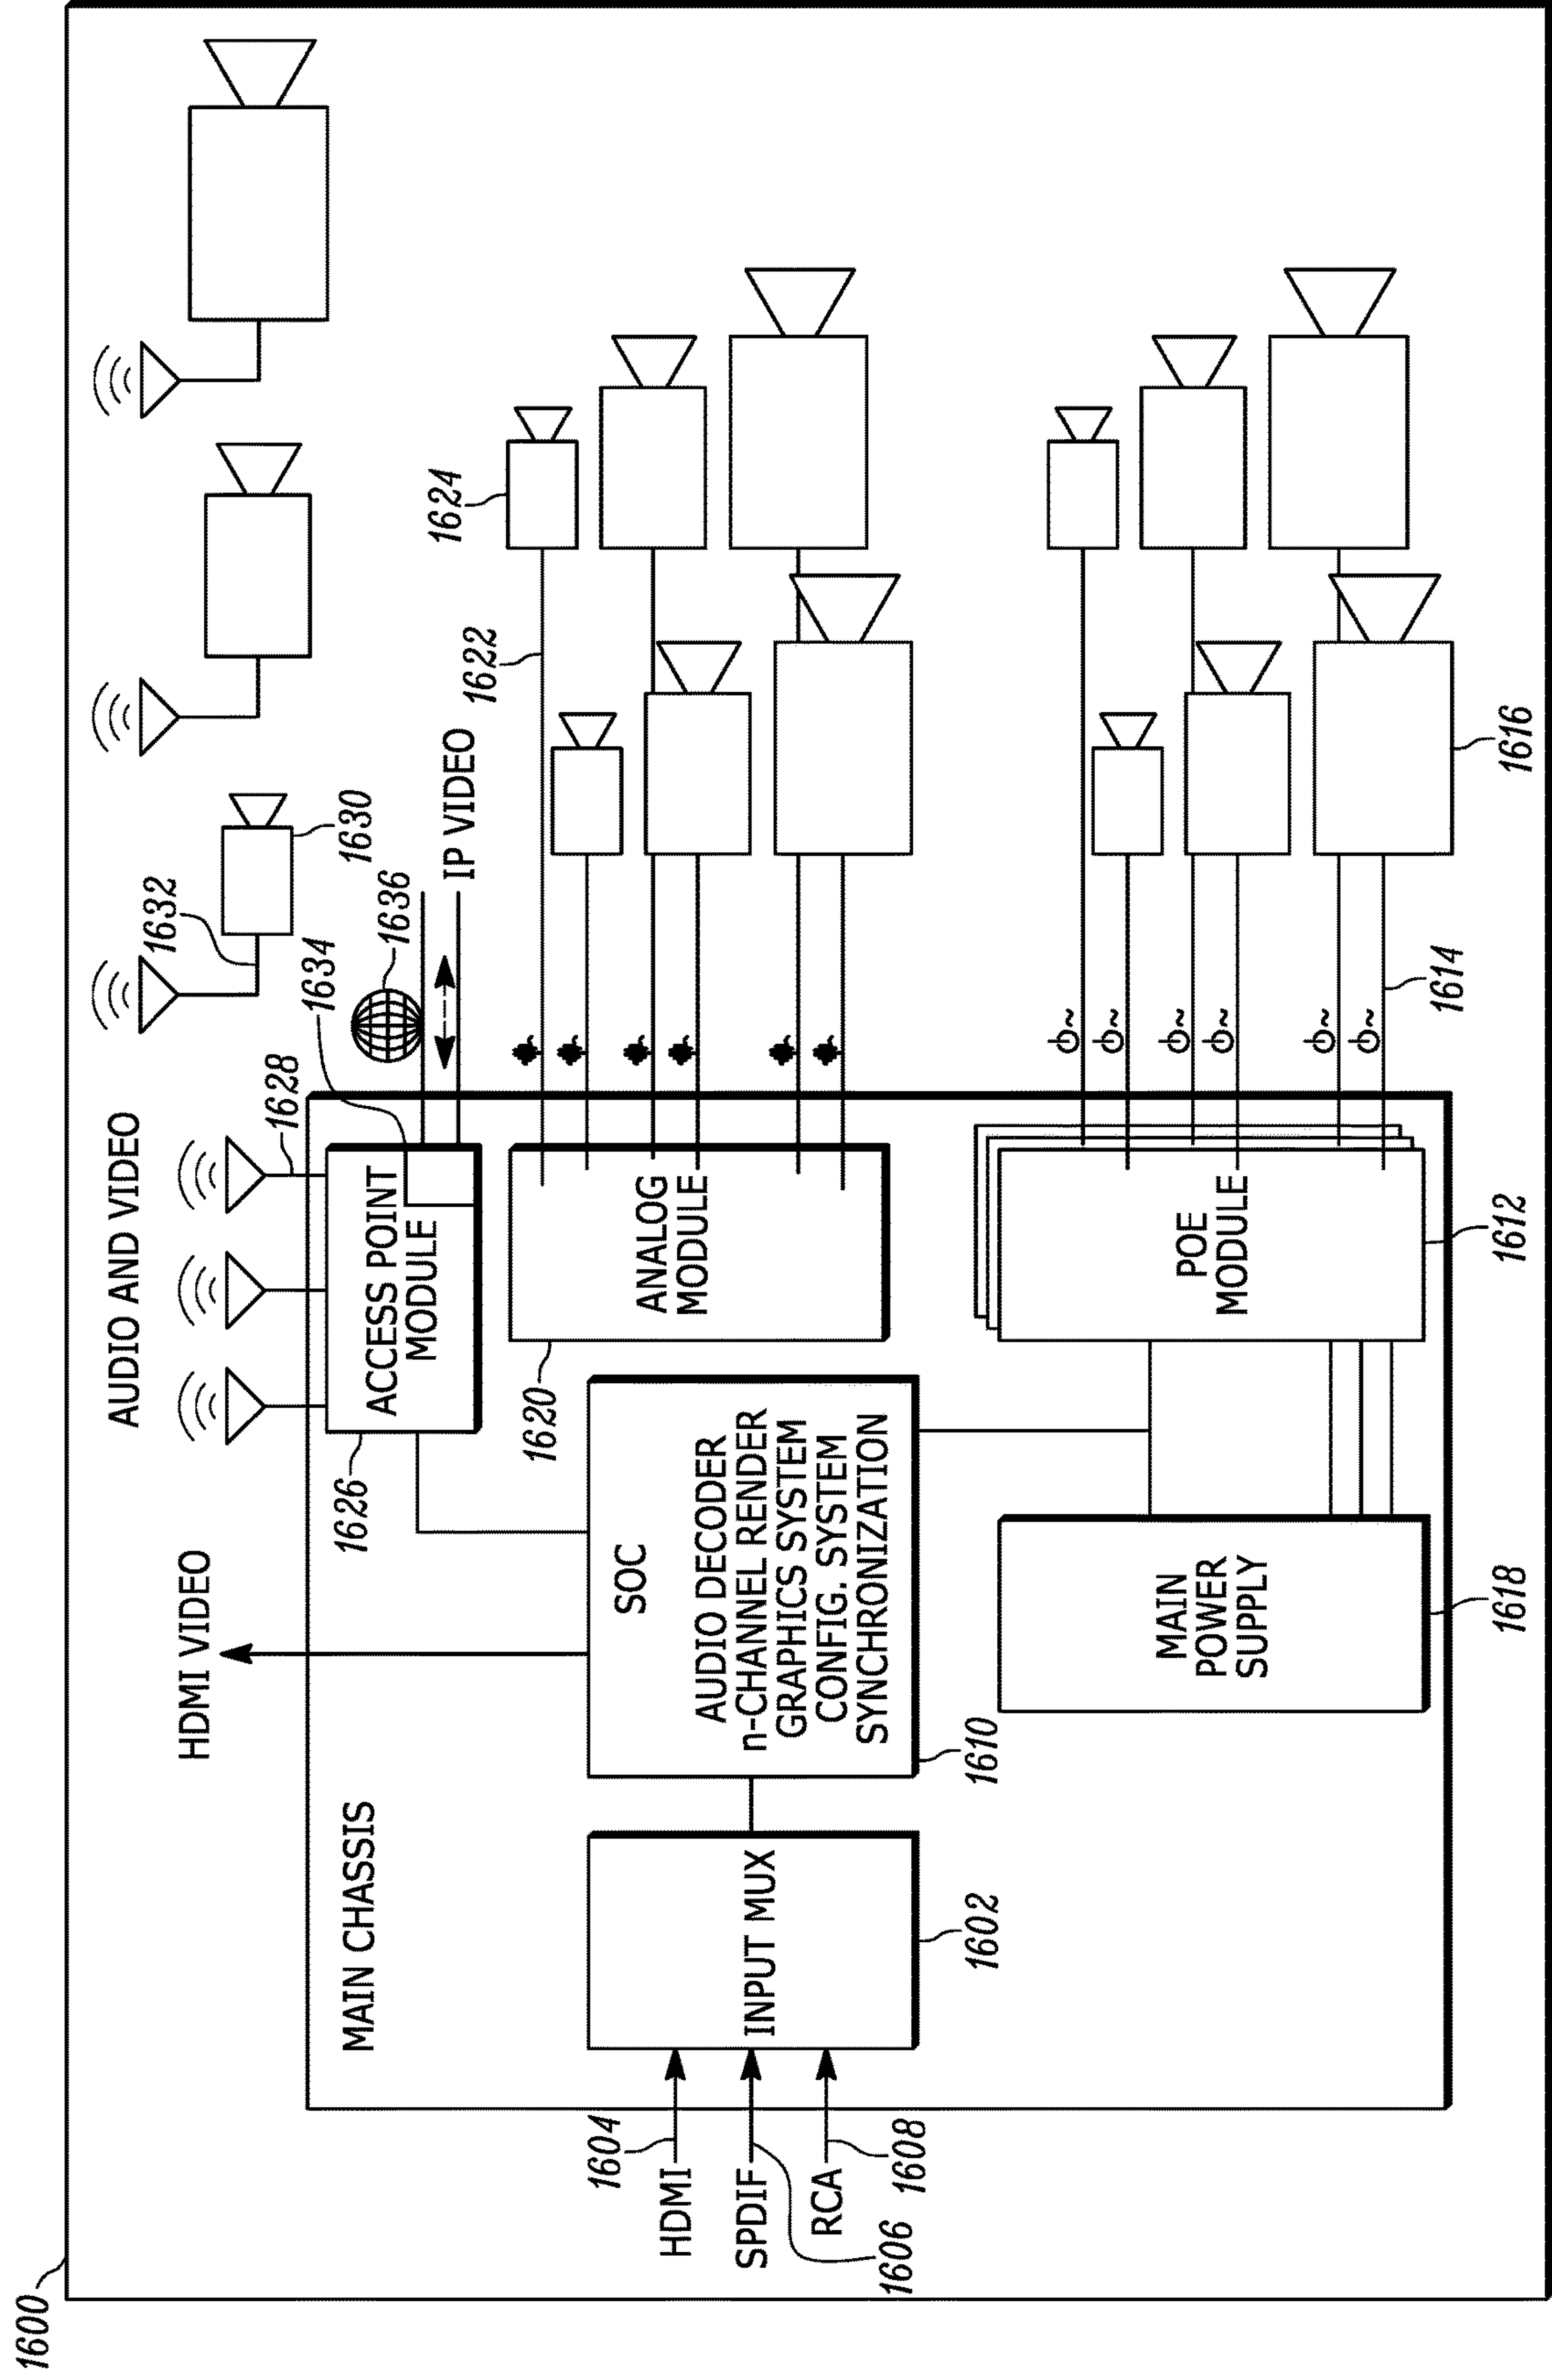 1600
AUDIO AND VIDEO
HDMI VIDEO
1628
1632
1630
1634
1636
IP VIDEO
1622
1624
MAIN CHASSIS
1626
ACCESS POINT
MODULE
1620
ANALOG
MODULE
SOC
AUDIO DECODER
n-CHANNEL RENDER
GRAPHICS SYSTEM
CONFIG. SYSTEM
SYNCHRONIZATION
1610
INPUT MUX
1602
1604
HDMI
SPDIF
RCA
1606
1608
MAIN
POWER
SUPPLY
1618
POE
MODULE
1612
1614
1616